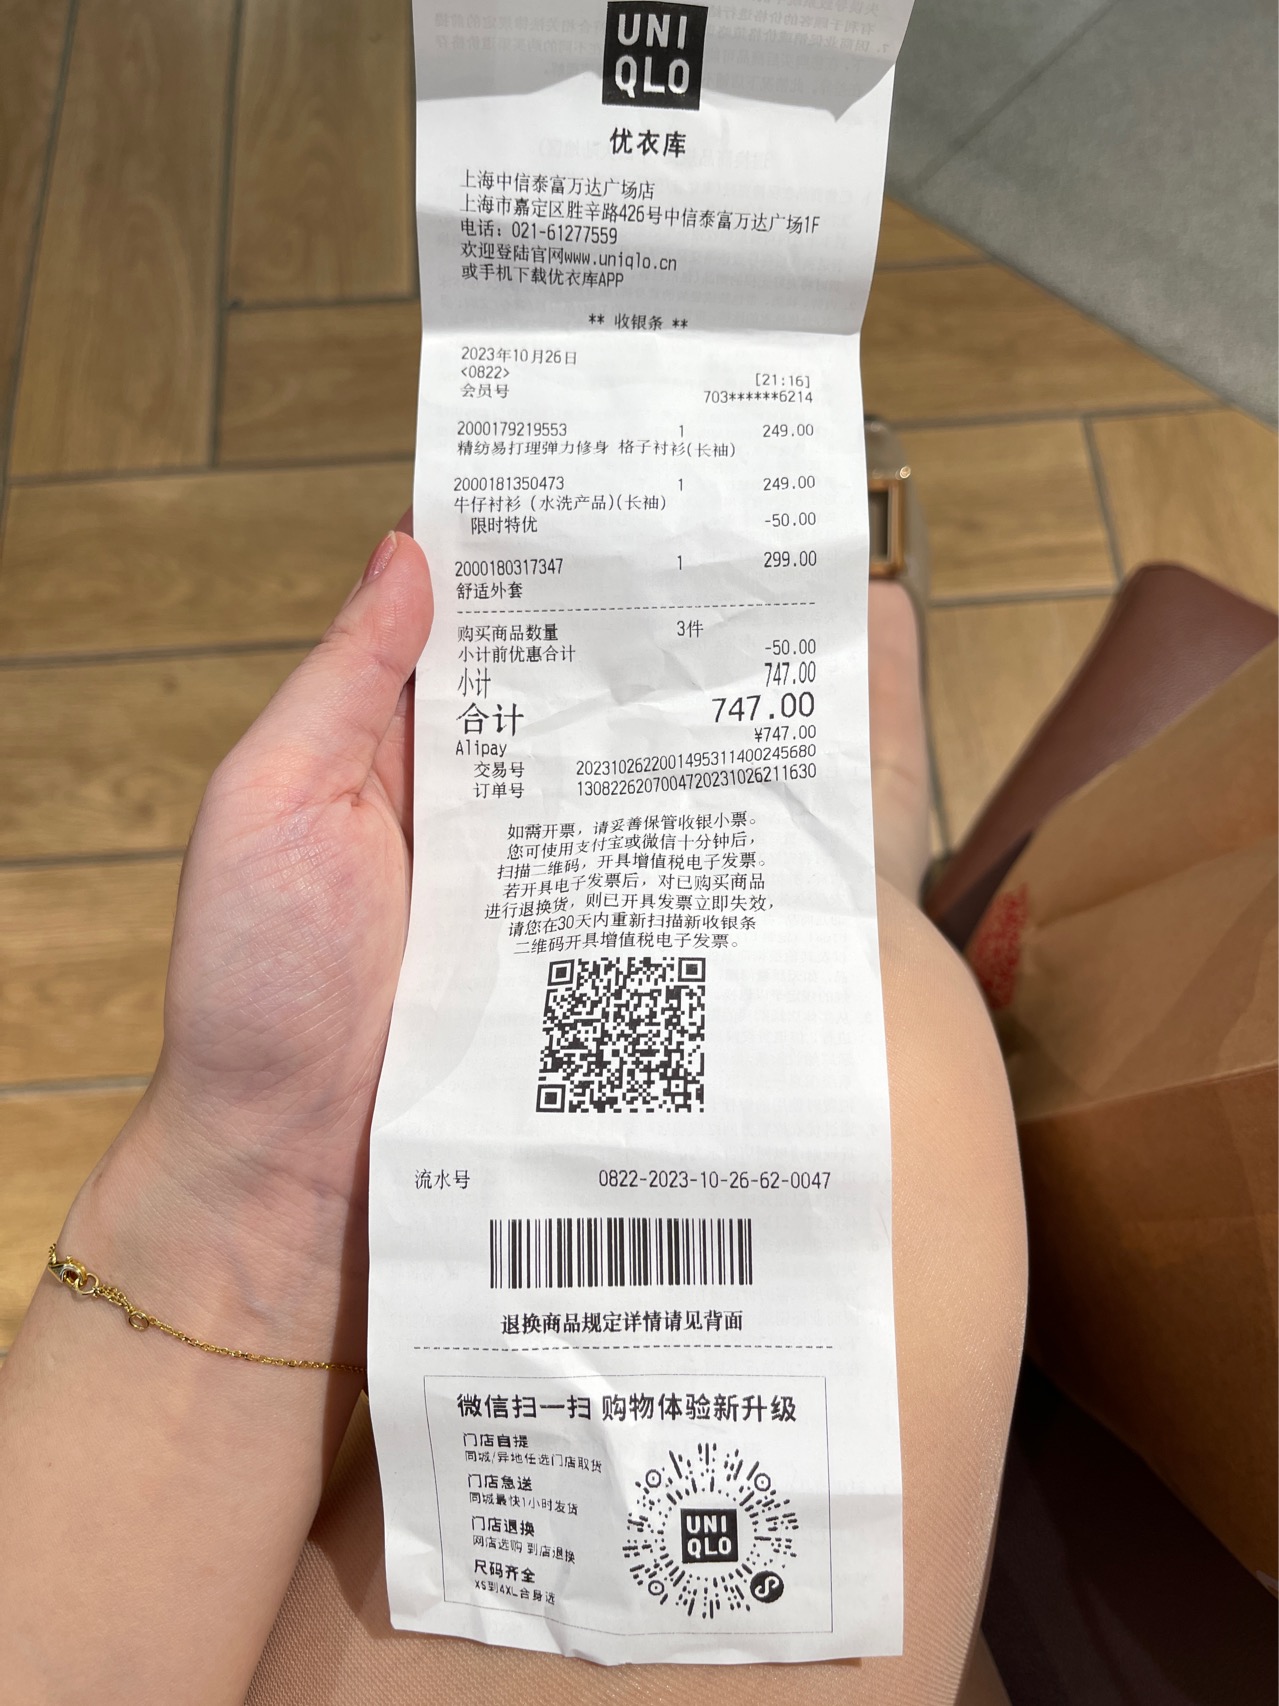 UNI
QLO
优衣库
上海中信泰富万达广场店
上海市嘉定区胜辛路426号中信泰富万达广场1F
电话：021-61277559
欢迎登陆官网www.uniqlo.cn
或手机下载优衣库APP
** 收银条 **
2023年10月26日
<0822> [21:16]
会员号 703******6214
2000179219553 1 249.00
精纺易打理弹力修身 格子衬衫(长袖)
2000181350473 1 249.00
牛仔衬衫（水洗产品)(长袖)
限时特优 -50.00
2000180317347 1 299.00
舒适外套
购买商品数量 3件
小计前优惠合计 -50.00
小计 747.00
合计 747.00
Alipay ¥747.00
交易号 2023102622001495311400245680
订单号 1308226207004720231026211630
如需开票，请妥善保管收银小票。
您可使用支付宝或微信十分钟后，
扫描二维码，开具增值税电子发票。
若开具电子发票后，对已购买商品
进行退换货，则已开具发票立即失效，
请您在30天内重新扫描新收银条
二维码开具增值税电子发票。
流水号 0822-2023-10-26-62-0047
退换商品规定详情请见背面
微信扫一扫 购物体验新升级
门店自提
同城/异地任选门店取货
门店急送
同城最快1小时发货
门店退换
网店选购 到店退换
尺码齐全
XS到4XL合身选
UNI
QLO